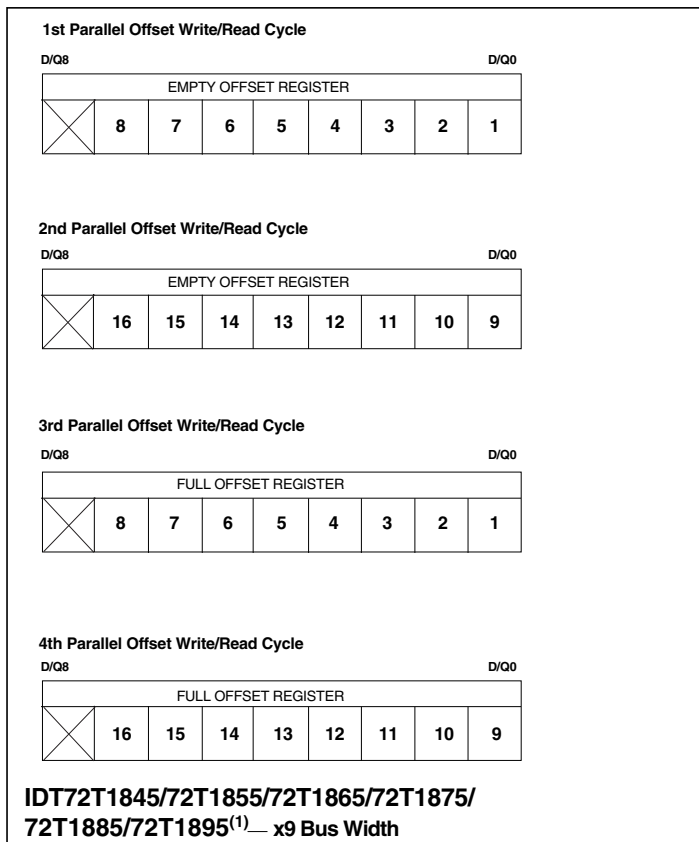 1st Parallel Offset Write/Read Cycle
D/Q8 D/Q0
EMPTY OFFSET REGISTER
8 7 6 5 4 3 2 1
2nd Parallel Offset Write/Read Cycle
D/Q8 D/Q0
EMPTY OFFSET REGISTER
16 15 14 13 12 11 10 9
3rd Parallel Offset Write/Read Cycle
D/Q8 D/Q0
FULL OFFSET REGISTER
8 7 6 5 4 3 2 1
4th Parallel Offset Write/Read Cycle
D/Q8 D/Q0
FULL OFFSET REGISTER
16 15 14 13 12 11 10 9
IDT72T1845/72T1855/72T1865/72T1875/
72T1885/72T1895(1)— x9 Bus Width